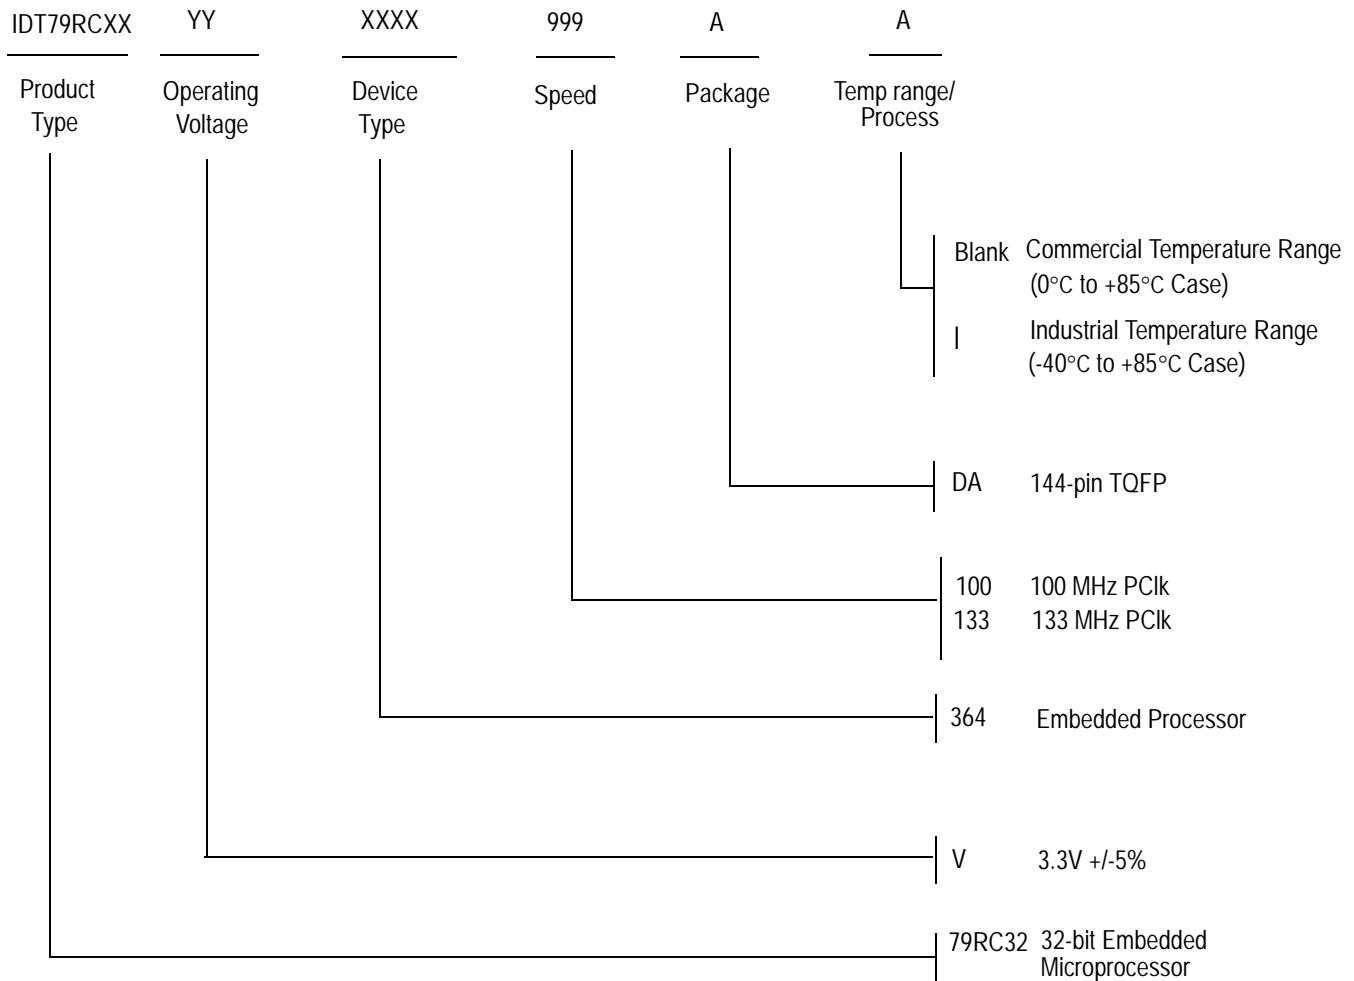 IDT79RCXX YY XXXX 999 A A
Product Type
Operating Voltage
Device Type
Speed
Package
Temp range/ Process
Blank Commercial Temperature Range
(0°C to +85°C Case)
I Industrial Temperature Range
(-40°C to +85°C Case)
DA 144-pin TQFP
100 100 MHz PClk
133 133 MHz PClk
364 Embedded Processor
V 3.3V +/-5%
79RC32 32-bit Embedded
Microprocessor